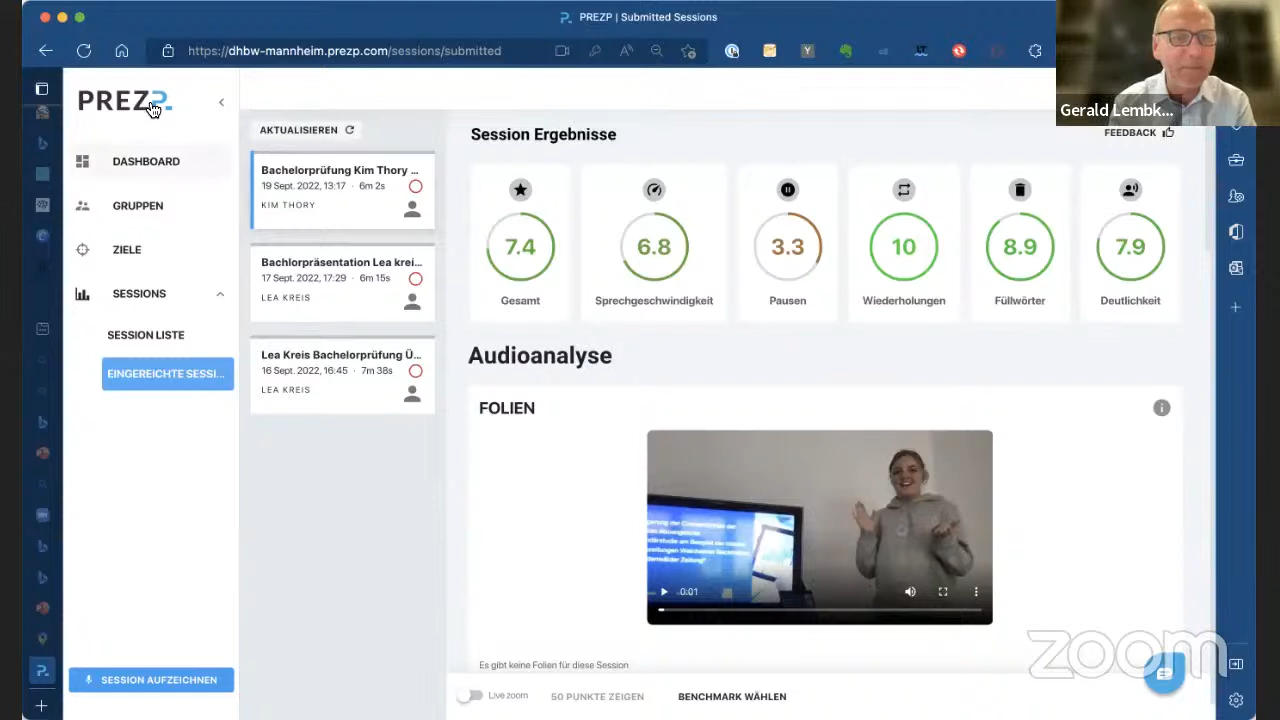 PREZP | Submitted Sessions
https://dhbw-mannheim.prezp.com/sessions/submitted
Gerald Lembk...
PREZP
DASHBOARD
GRUPPEN
ZIELE
SESSIONS
SESSION LISTE
EINGEREICHTE SESSI...
SESSION AUFZEICHNEN
AKTUALISIEREN
Bachelorprüfung Kim Thory ...
19 Sept. 2022, 13:17 · 6m 2s
KIM THORY
Bachlorpräsentation Lea krei...
17 Sept. 2022, 17:29 · 6m 15s
LEA KREIS
Lea Kreis Bachelorprüfung Ü...
16 Sept. 2022, 16:45 · 7m 38s
LEA KREIS
Session Ergebnisse
FEEDBACK
7.4
Gesamt
6.8
Sprechgeschwindigkeit
3.3
Pausen
10
Wiederholungen
8.9
Füllwörter
7.9
Deutlichkeit
Audioanalyse
FOLIEN
0:01
Es gibt keine Folien für diese Session
Live zoom
50 PUNKTE ZEIGEN
BENCHMARK WÄHLEN
zoom